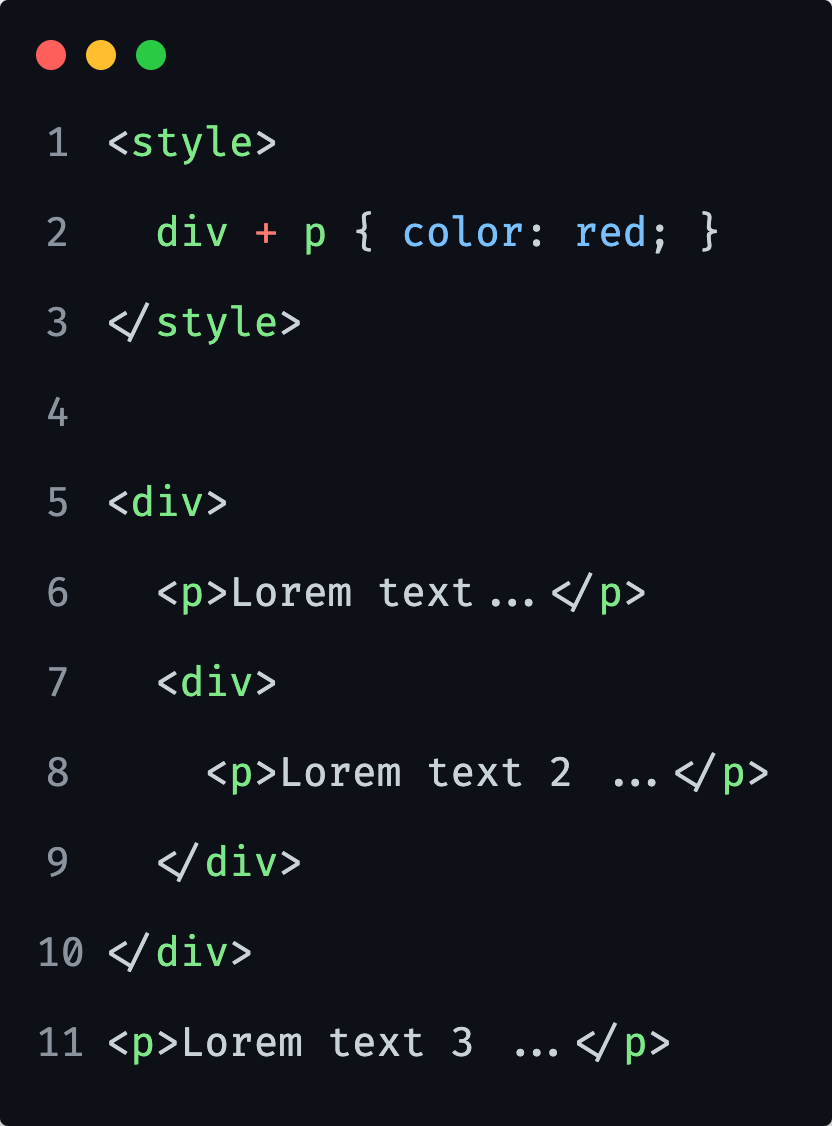 1 <style>
2   div + p { color: red; }
3 </style>
4
5 <div>
6   <p>Lorem text...</p>
7   <div>
8     <p>Lorem text 2 ...</p>
9   </div>
10 </div>
11 <p>Lorem text 3 ...</p>